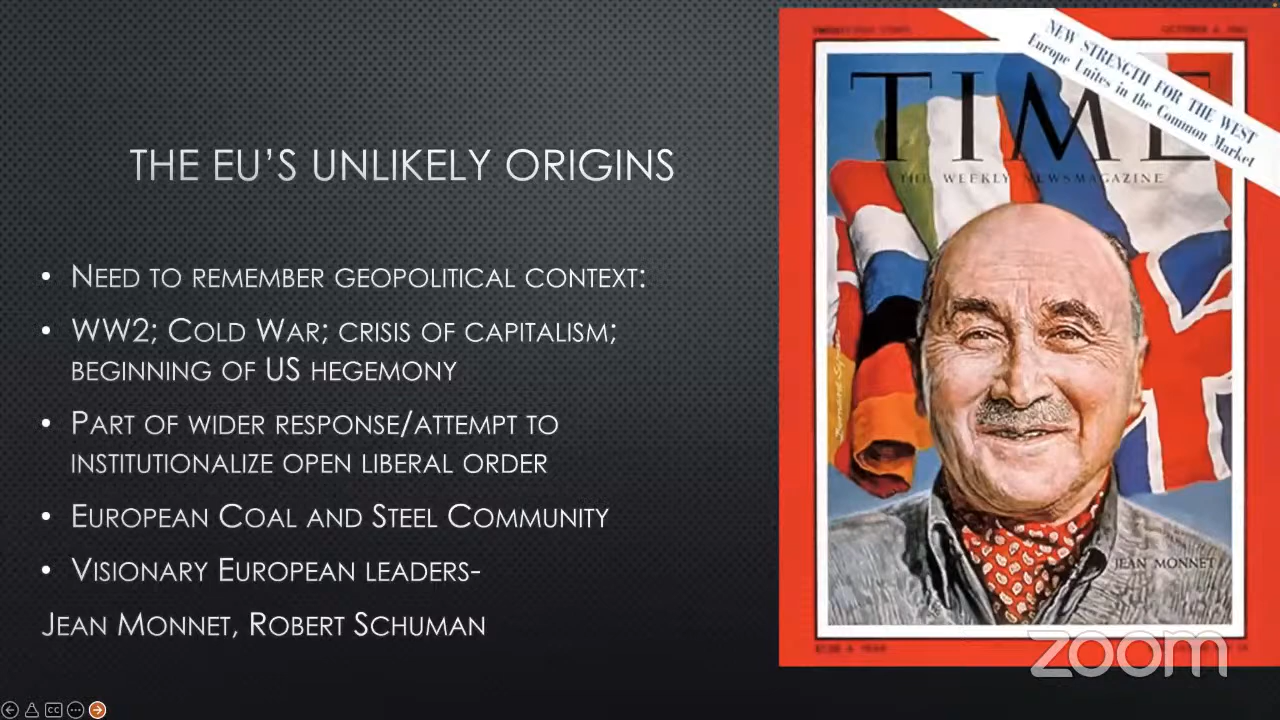 THE EU'S UNLIKELY ORIGINS
• NEED TO REMEMBER GEOPOLITICAL CONTEXT:
• WW2; COLD WAR; CRISIS OF CAPITALISM;
BEGINNING OF US HEGEMONY
• PART OF WIDER RESPONSE/ATTEMPT TO
INSTITUTIONALIZE OPEN LIBERAL ORDER
• EUROPEAN COAL AND STEEL COMMUNITY
• VISIONARY EUROPEAN LEADERS-
JEAN MONNET, ROBERT SCHUMAN
NEW STRENGTH FOR THE WEST
Europe Unites in the Common Market
TIME
THE WEEKLY NEWSMAGAZINE
JEAN MONNET
zoom
CC